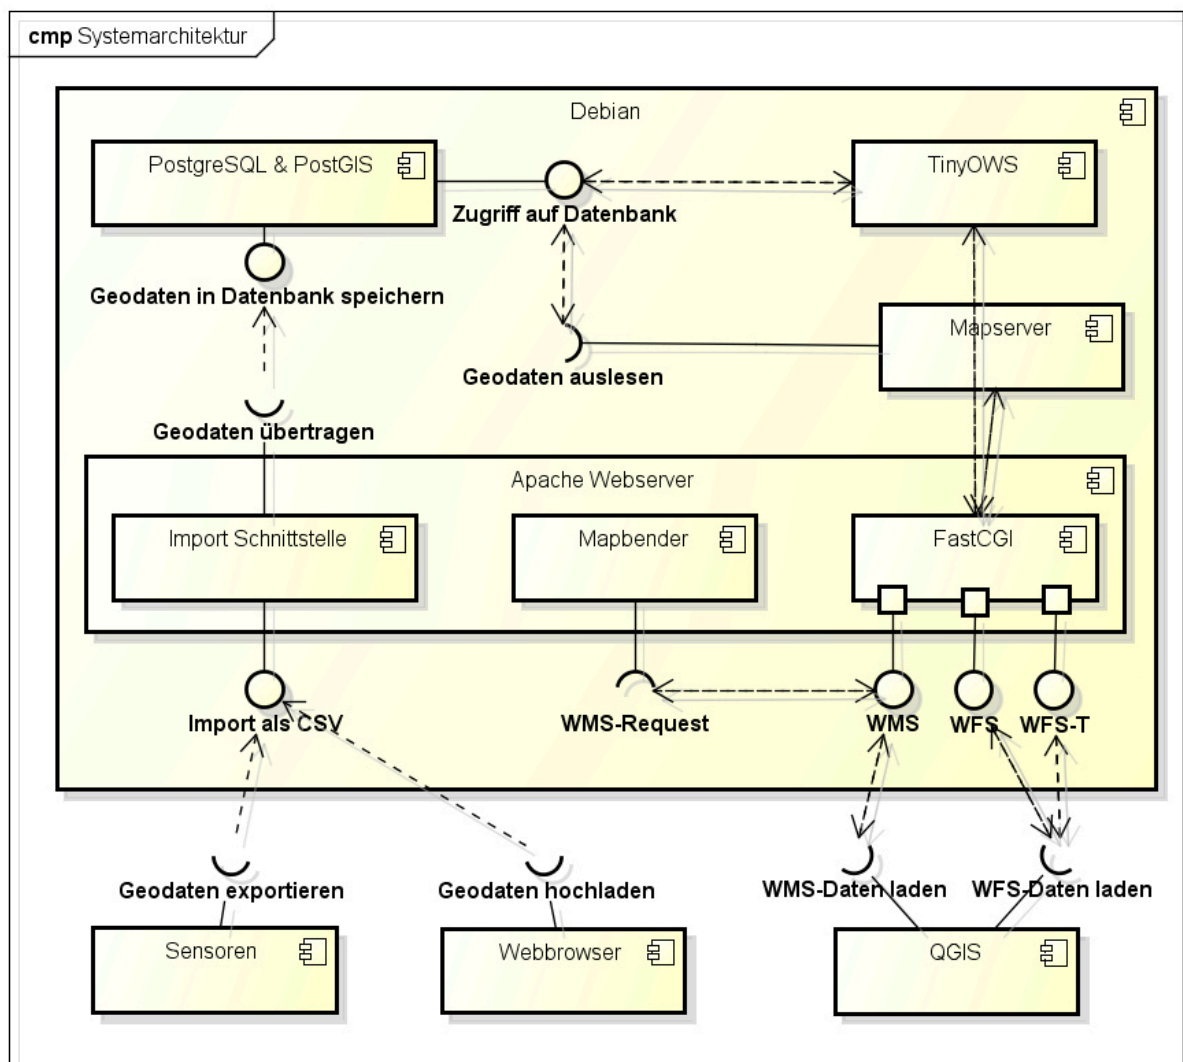 cmp Systemarchitektur
Debian
PostgreSQL & PostGIS
TinyOWS
Zugriff auf Datenbank
Geodaten in Datenbank speichern
Mapserver
Geodaten auslesen
Geodaten übertragen
Apache Webserver
Import Schnittstelle
Mapbender
FastCGI
Import als CSV
WMS-Request
WMS
WFS
WFS-T
Geodaten exportieren
Geodaten hochladen
WMS-Daten laden
WFS-Daten laden
Sensoren
Webbrowser
QGIS